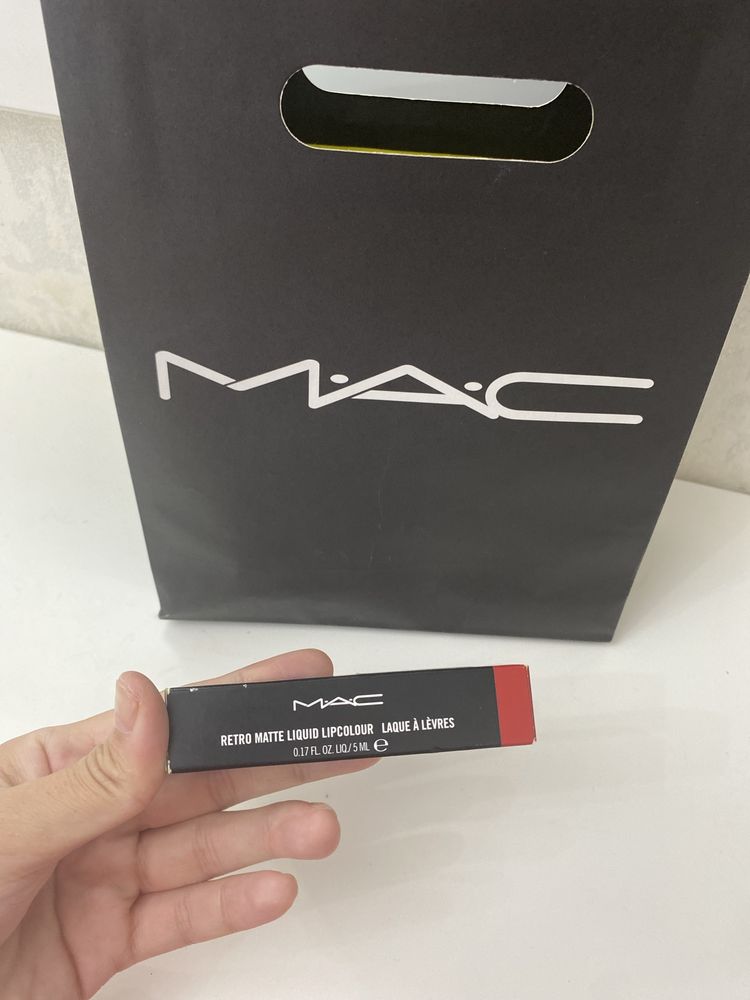 M·A·C
M·A·C
RETRO MATTE LIQUID LIPCOLOUR LAQUE À LÈVRES
0.17 FL. OZ. LIQ./ 5 ML ℮